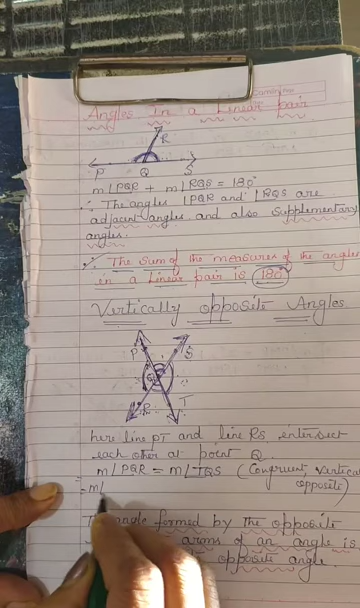 Angles In a Linear pair
R
P Q S
m∠PQR + m∠RQS = 180°
∴ The angles ∠PQR and ∠RQS are
adjacent angles and also supplementary
angles.
The sum of the measures of the angles
in a linear pair is 180°
Vertically opposite Angles
P S
Q
R T
here line PT and line RS entersect
each other at point Q.
m∠PQR = m∠TQS (Congruent, vertical
= m∠ opposite)
The angle formed by the opposite
arms of an angle is
opposite angle.